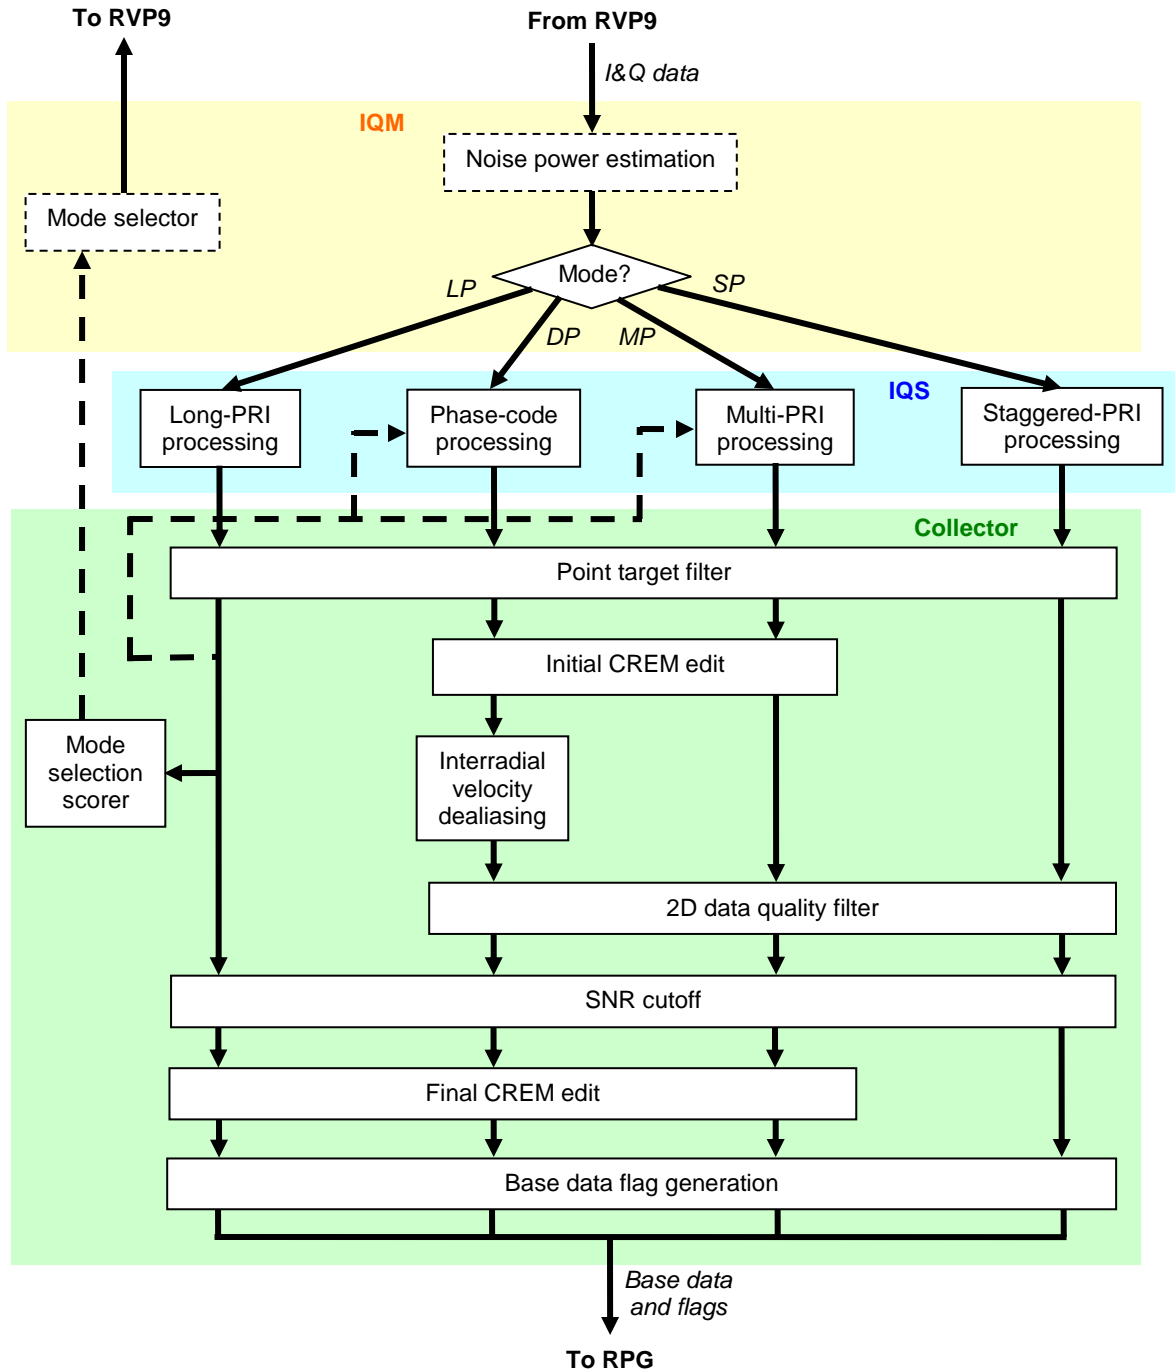 To RVP9
From RVP9
I&Q data
IQM
Noise power estimation
Mode selector
Mode?
LP
DP
MP
SP
IQS
Long-PRI
processing
Phase-code
processing
Multi-PRI
processing
Staggered-PRI
processing
Collector
Point target filter
Initial CREM edit
Mode
selection
scorer
Interradial
velocity
dealiasing
2D data quality filter
SNR cutoff
Final CREM edit
Base data flag generation
Base data
and flags
To RPG